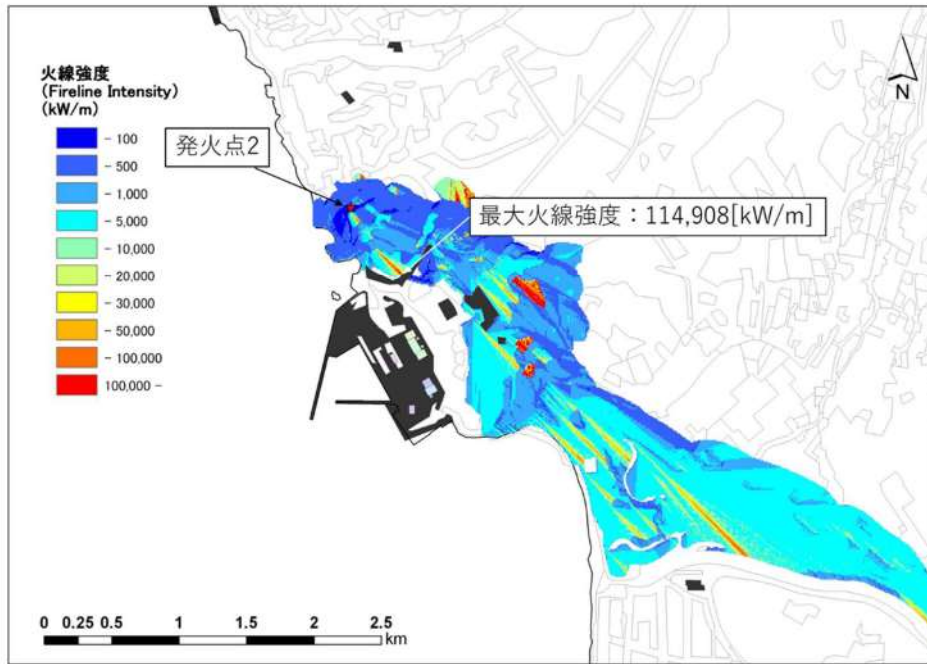 火線強度
(Fireline Intensity)
(kW/m)
- 100
- 500
- 1,000
- 5,000
- 10,000
- 20,000
- 30,000
- 50,000
- 100,000
100,000 -
発火点2
最大火線強度：114,908[kW/m]
N
0 0.25 0.5 1 1.5 2 2.5
km